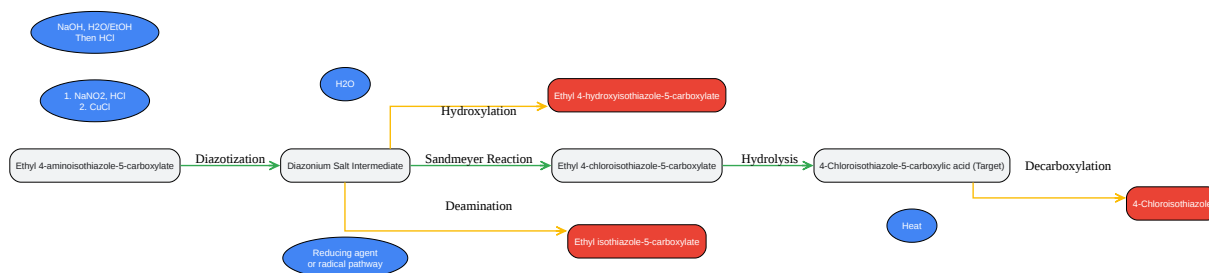 NaOH, H2O/EtOH
Then HCl
1. NaNO2, HCl
2. CuCl
H2O
Ethyl 4-hydroxyisothiazole-5-carboxylate
Hydroxylation
Ethyl 4-aminoisothiazole-5-carboxylate
Diazotization
Diazonium Salt Intermediate
Sandmeyer Reaction
Ethyl 4-chloroisothiazole-5-carboxylate
Hydrolysis
4-Chloroisothiazole-5-carboxylic acid (Target)
Decarboxylation
4-Chloroisothiazole
Deamination
Heat
Ethyl isothiazole-5-carboxylate
Reducing agent
or radical pathway